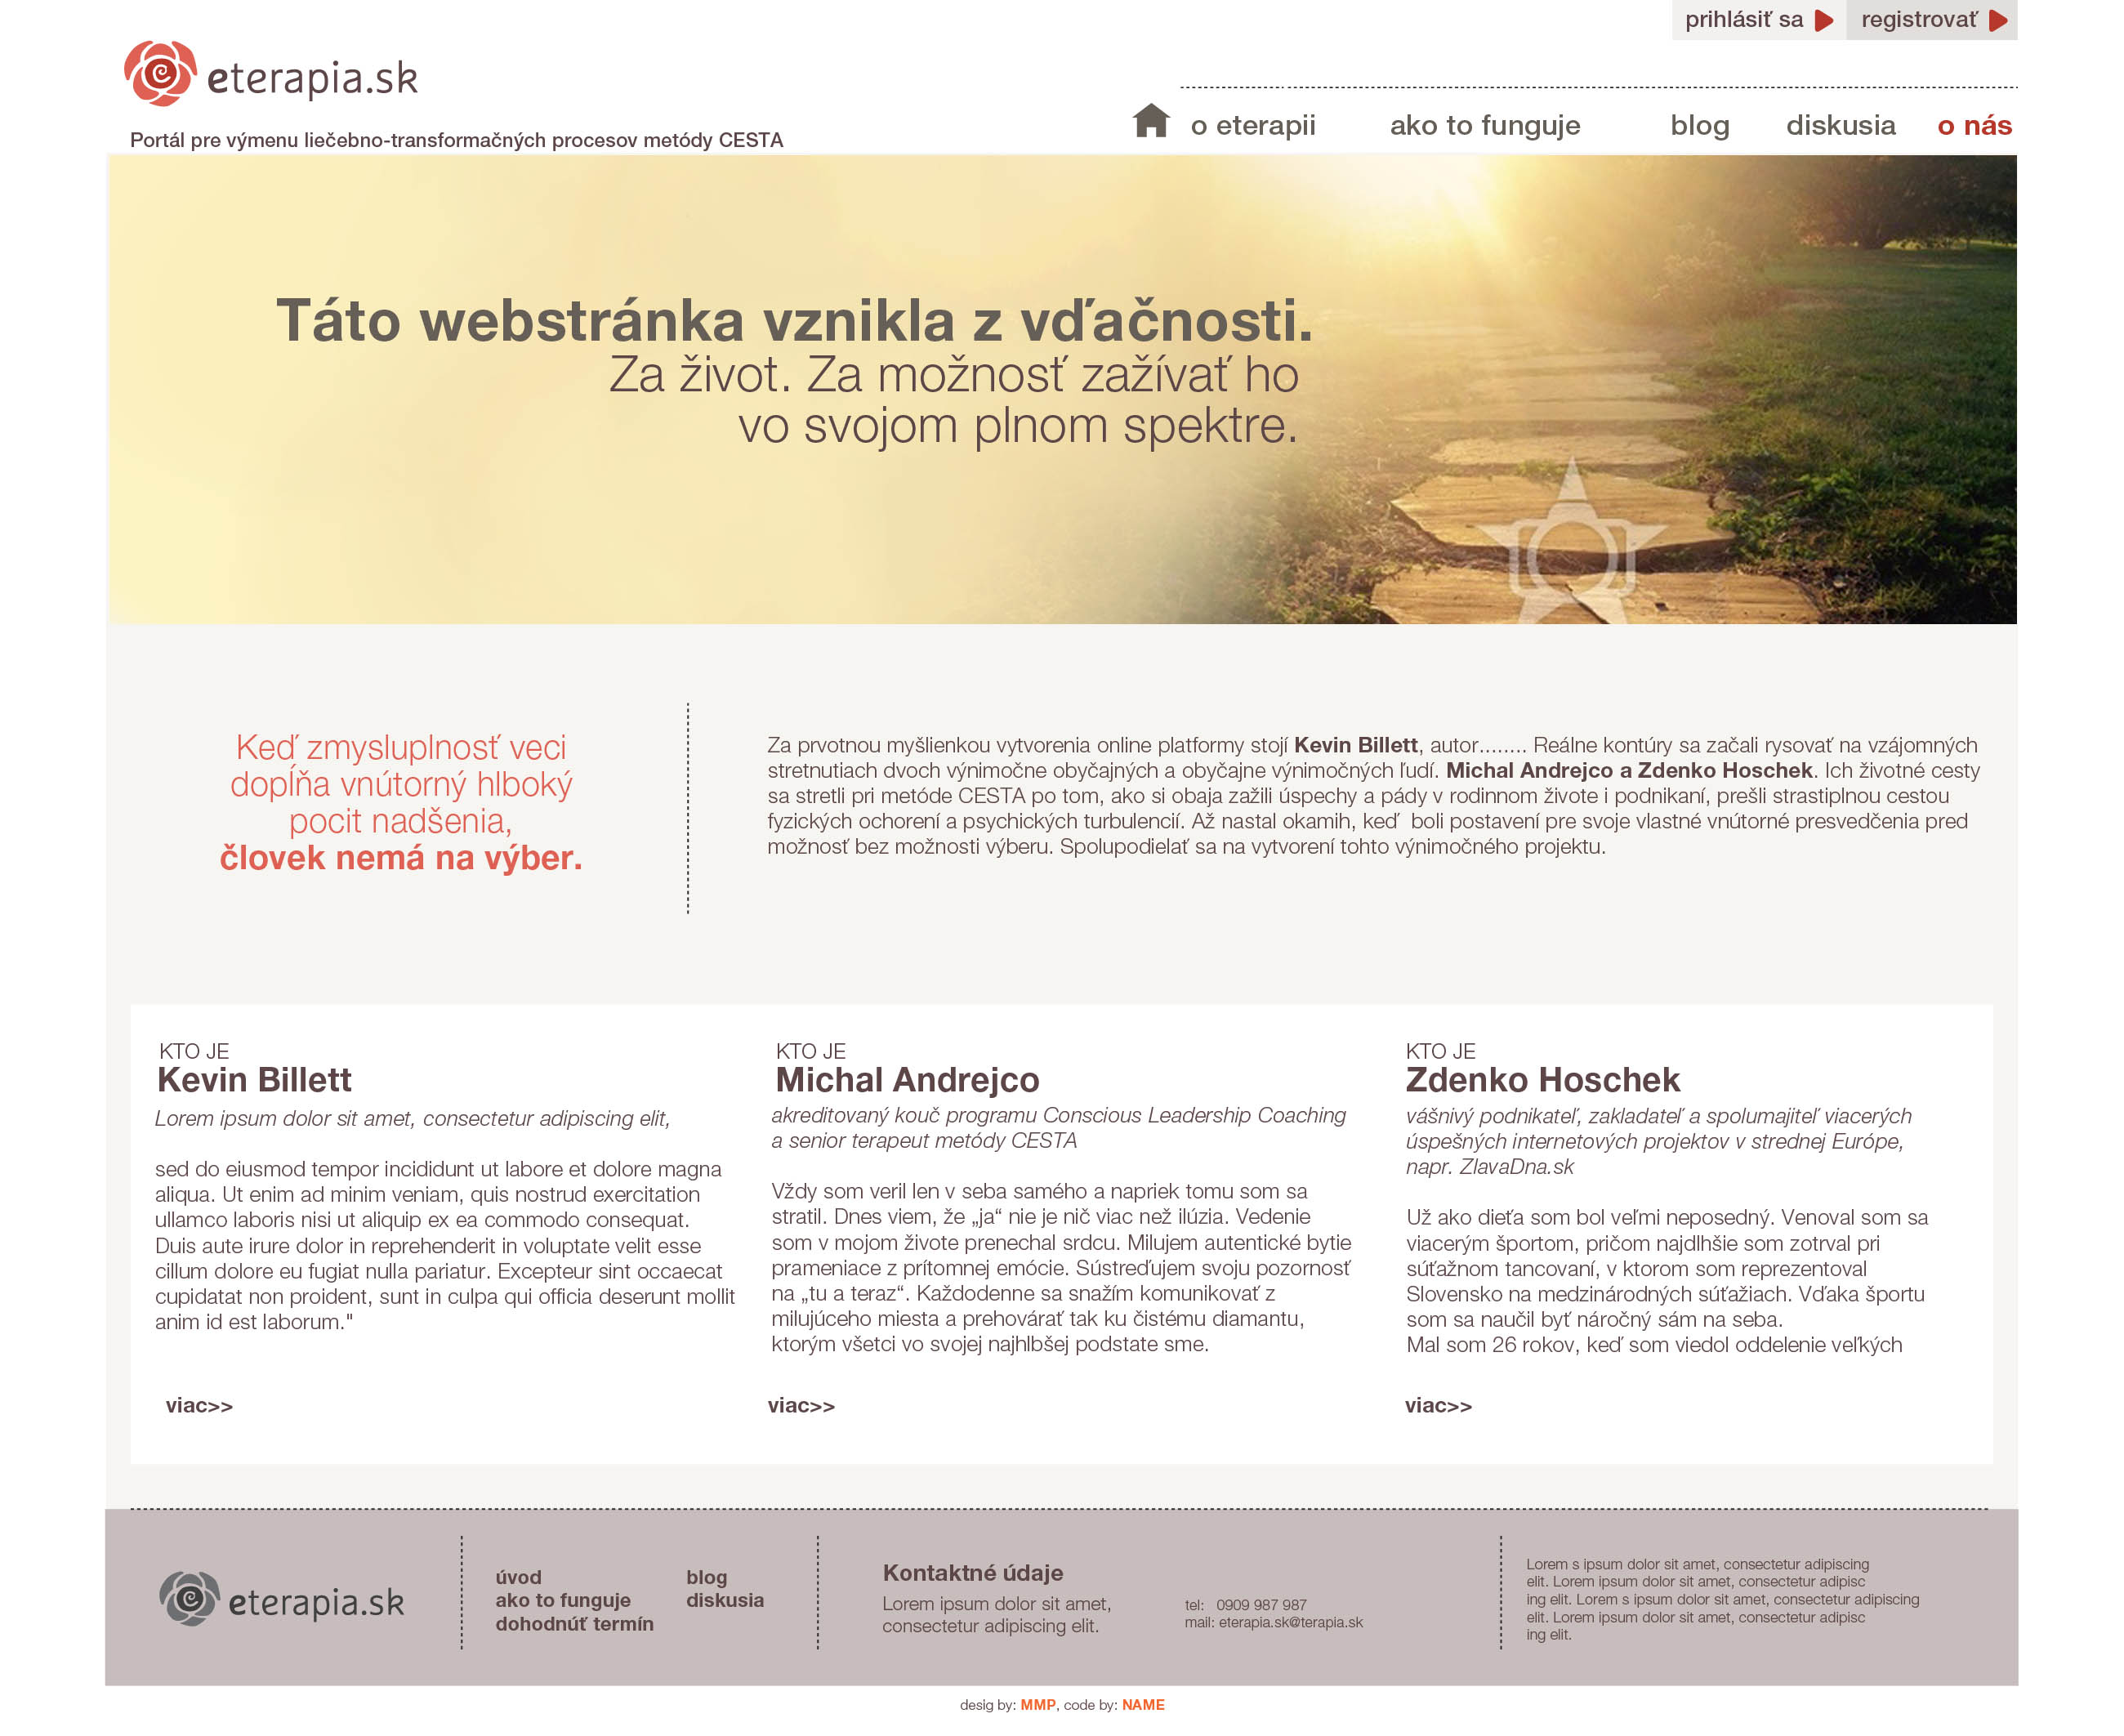 prihlásiť sa
registrovať
eterapia.sk
Portál pre výmenu liečebno-transformačných procesov metódy CESTA
o eterapii
ako to funguje
blog
diskusia
o nás
Táto webstránka vznikla z vďačnosti.
Za život. Za možnosť zažívať ho
vo svojom plnom spektre.
Keď zmysluplnosť veci
dopĺňa vnútorný hlboký
pocit nadšenia,
človek nemá na výber.
Za prvotnou myšlienkou vytvorenia online platformy stojí Kevin Billett, autor........ Reálne kontúry sa začali rysovať na vzájomných
stretnutiach dvoch výnimočne obyčajných a obyčajne výnimočných ľudí. Michal Andrejco a Zdenko Hoschek. Ich životné cesty
sa stretli pri metóde CESTA po tom, ako si obaja zažili úspechy a pády v rodinnom živote i podnikaní, prešli strastiplnou cestou
fyzických ochorení a psychických turbulencií. Až nastal okamih, keď  boli postavení pre svoje vlastné vnútorné presvedčenia pred
možnosť bez možnosti výberu. Spolupodielať sa na vytvorení tohto výnimočného projektu.
KTO JE
Kevin Billett
Lorem ipsum dolor sit amet, consectetur adipiscing elit,
sed do eiusmod tempor incididunt ut labore et dolore magna
aliqua. Ut enim ad minim veniam, quis nostrud exercitation
ullamco laboris nisi ut aliquip ex ea commodo consequat.
Duis aute irure dolor in reprehenderit in voluptate velit esse
cillum dolore eu fugiat nulla pariatur. Excepteur sint occaecat
cupidatat non proident, sunt in culpa qui officia deserunt mollit
anim id est laborum."
viac>>
KTO JE
Michal Andrejco
akreditovaný kouč programu Conscious Leadership Coaching
a senior terapeut metódy CESTA
Vždy som veril len v seba samého a napriek tomu som sa
stratil. Dnes viem, že „ja“ nie je nič viac než ilúzia. Vedenie
som v mojom živote prenechal srdcu. Milujem autentické bytie
prameniace z prítomnej emócie. Sústreďujem svoju pozornosť
na „tu a teraz“. Každodenne sa snažím komunikovať z
milujúceho miesta a prehovárať tak ku čistému diamantu,
ktorým všetci vo svojej najhlbšej podstate sme.
viac>>
KTO JE
Zdenko Hoschek
vášnivý podnikateľ, zakladateľ a spolumajiteľ viacerých
úspešných internetových projektov v strednej Európe,
napr. ZlavaDna.sk
Už ako dieťa som bol veľmi neposedný. Venoval som sa
viacerým športom, pričom najdlhšie som zotrval pri
súťažnom tancovaní, v ktorom som reprezentoval
Slovensko na medzinárodných súťažiach. Vďaka športu
som sa naučil byť náročný sám na seba.
Mal som 26 rokov, keď som viedol oddelenie veľkých
viac>>
eterapia.sk
úvod
ako to funguje
dohodnúť termín
blog
diskusia
Kontaktné údaje
Lorem ipsum dolor sit amet,
consectetur adipiscing elit.
tel:   0909 987 987
mail: eterapia.sk@terapia.sk
Lorem s ipsum dolor sit amet, consectetur adipiscing
elit. Lorem ipsum dolor sit amet, consectetur adipisc
ing elit. Lorem s ipsum dolor sit amet, consectetur adipiscing
elit. Lorem ipsum dolor sit amet, consectetur adipisc
ing elit.
desig by: MMP, code by: NAME